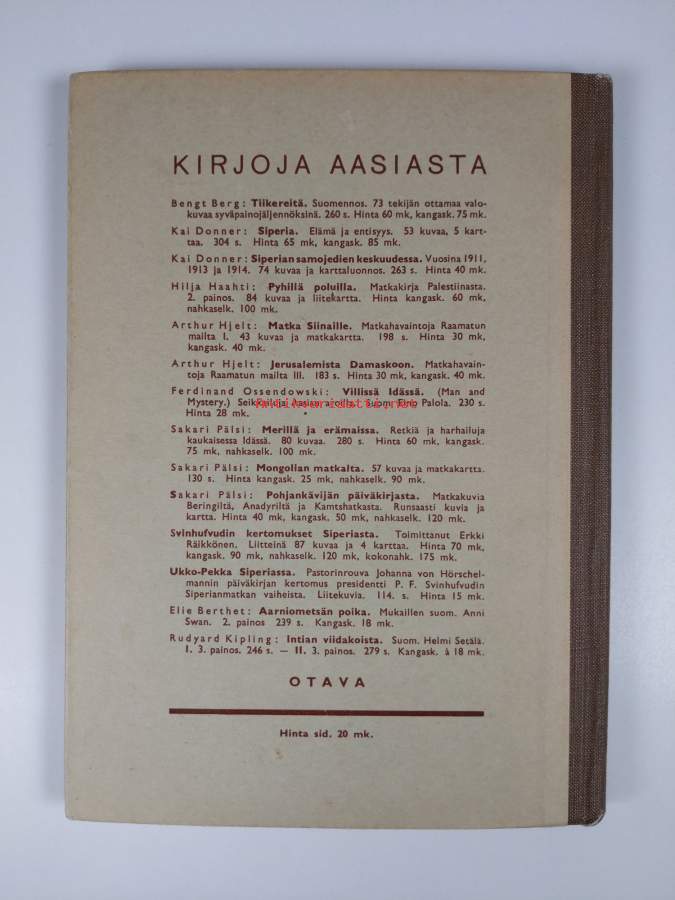 KIRJOJA AASIASTA
Bengt Berg: Tiikereitä. Suomennos. 73 tekijän ottamaa valo-
kuvaa syväpainojäljennöksinä. 260 s. Hinta 60 mk, kangask. 75 mk.
Kai Donner: Siperia. Elämä ja entisyys. 53 kuvaa, 5 kart-
taa. 304 s. Hinta 65 mk, kangask. 85 mk.
Kai Donner: Siperian samojedien keskuudessa. Vuosina 1911,
1913 ja 1914. 74 kuvaa ja karttaluonnos. 263 s. Hinta 40 mk.
Hilja Haahti: Pyhillä poluilla. Matkakirja Palestiinasta.
2. painos. 84 kuvaa ja liitekartta. Hinta kangask. 60 mk,
nahkaselk. 100 mk.
Arthur Hjelt: Matka Siinaille. Matkahavaintoja Raamatun
mailta I. 43 kuvaa ja matkakartta. 198 s. Hinta 30 mk,
kangask. 40 mk.
Arthur Hjelt: Jerusalemista Damaskoon. Matkahavain-
toja Raamatun mailta III. 183 s. Hinta 30 mk, kangask. 40 mk.
Ferdinand Ossendowski: Villissä Idässä. (Man and
Mystery.) Seikkailuja Aasian aroilla. Suom. Eino Palola. 230 s.
Hinta 28 mk.
Antikvariaatti.net
Sakari Pälsi: Merillä ja erämaissa. Retkiä ja harhailuja
kaukaisessa Idässä. 80 kuvaa. 280 s. Hinta 60 mk, kangask.
75 mk, nahkaselk. 100 mk.
Sakari Pälsi: Mongolian matkalta. 57 kuvaa ja matkakartta.
130 s. Hinta kangask. 25 mk, nahkaselk. 90 mk.
Sakari Pälsi: Pohjankävijän päiväkirjasta. Matkakuvia
Beringiltä, Anadyriltä ja Kamtshatkasta. Runsaasti kuvia ja
kartta. Hinta 40 mk, kangask. 50 mk, nahkaselk. 120 mk.
Svinhufvudin kertomukset Siperiasta. Toimittanut Erkki
Räikkönen. Liitteinä 87 kuvaa ja 4 karttaa. Hinta 70 mk,
kangask. 90 mk, nahkaselk. 120 mk, kokonahk. 175 mk.
Ukko-Pekka Siperiassa. Pastorinrouva Johanna von Hörschel-
mannin päiväkirjan kertomus presidentti P. F. Svinhufvudin
Siperianmatkan vaiheista. Liitekuvia. 114. s. Hinta 15 mk.
Elie Berthet: Aarniometsän poika. Mukaillen suom. Anni
Swan. 2. painos 239 s. Kangask. 18 mk.
Rudyard Kipling: Intian viidakoista. Suom. Helmi Setälä.
I. 3. painos. 246 s. — II. 3. painos. 279 s. Kangask. à 18 mk.
OTAVA
Hinta sid. 20 mk.